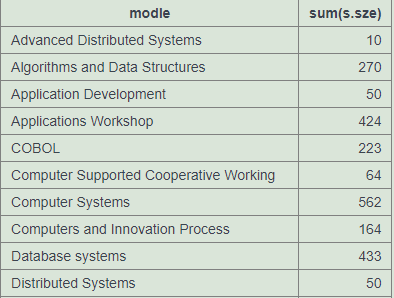 modle sum(s.sze)
Advanced Distributed Systems 10
Algorithms and Data Structures 270
Application Development 50
Applications Workshop 424
COBOL 223
Computer Supported Cooperative Working 64
Computer Systems 562
Computers and Innovation Process 164
Database systems 433
Distributed Systems 50